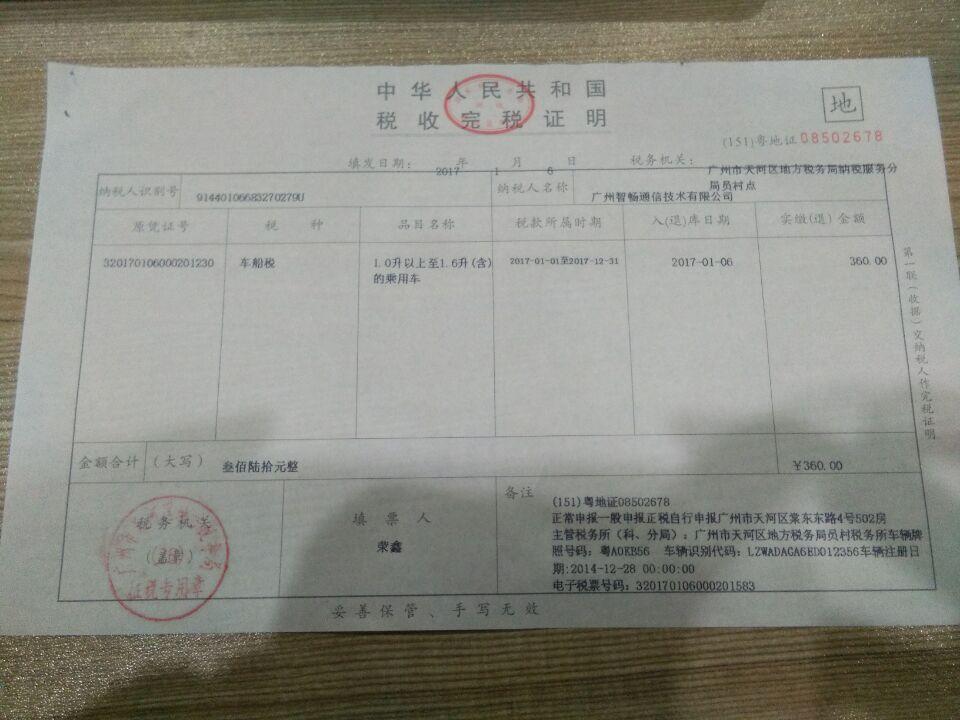 中华人民共和国
税收完税证明
地
(151)粤地证08502678
填发日期: 2017 年 1 月 6 日 税务机关: 广州市天河区地方税务局纳税服务分局员村点
纳税人识别号 91440106683270279U 纳税人名称 广州智畅通信技术有限公司
原凭证号 税 种 品目名称 税款所属时期 入(退)库日期 实缴(退)金额
320170106000201230 车船税 1.0升以上至1.6升(含)的乘用车 2017-01-01至2017-12-31 2017-01-06 360.00
第一联(收据)交纳税人作完税证明
金额合计 (大写) 叁佰陆拾元整 ¥360.00
税务机关
(盖章)
证税专用章
填 票 人
荣鑫
备注
(151)粤地证08502678
正常申报一般申报正税自行申报广州市天河区棠东东路4号502房
主管税务所(科、分局):广州市天河区地方税务局员村税务所车辆牌
照号码:粤A0KB56 车辆识别代码:LZWADAGA6ED012356车辆注册日
期:2014-12-28 00:00:00
电子税票号码:320170106000201583
妥善保管、手写无效